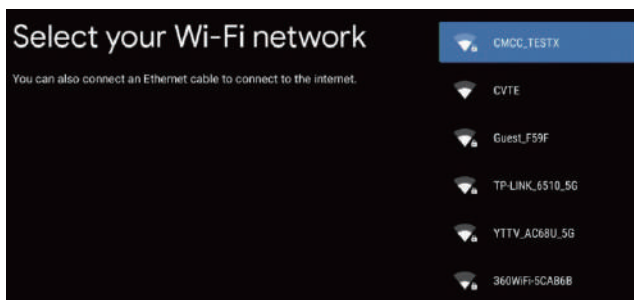 Select your Wi-Fi network
You can also connect an Ethernet cable to connect to the internet.
CMCC_TESTX
CVTE
Guest_F59F
TP-LINK_6510_5G
YTTV_AC68U_5G
360WiFi-5CAB6B